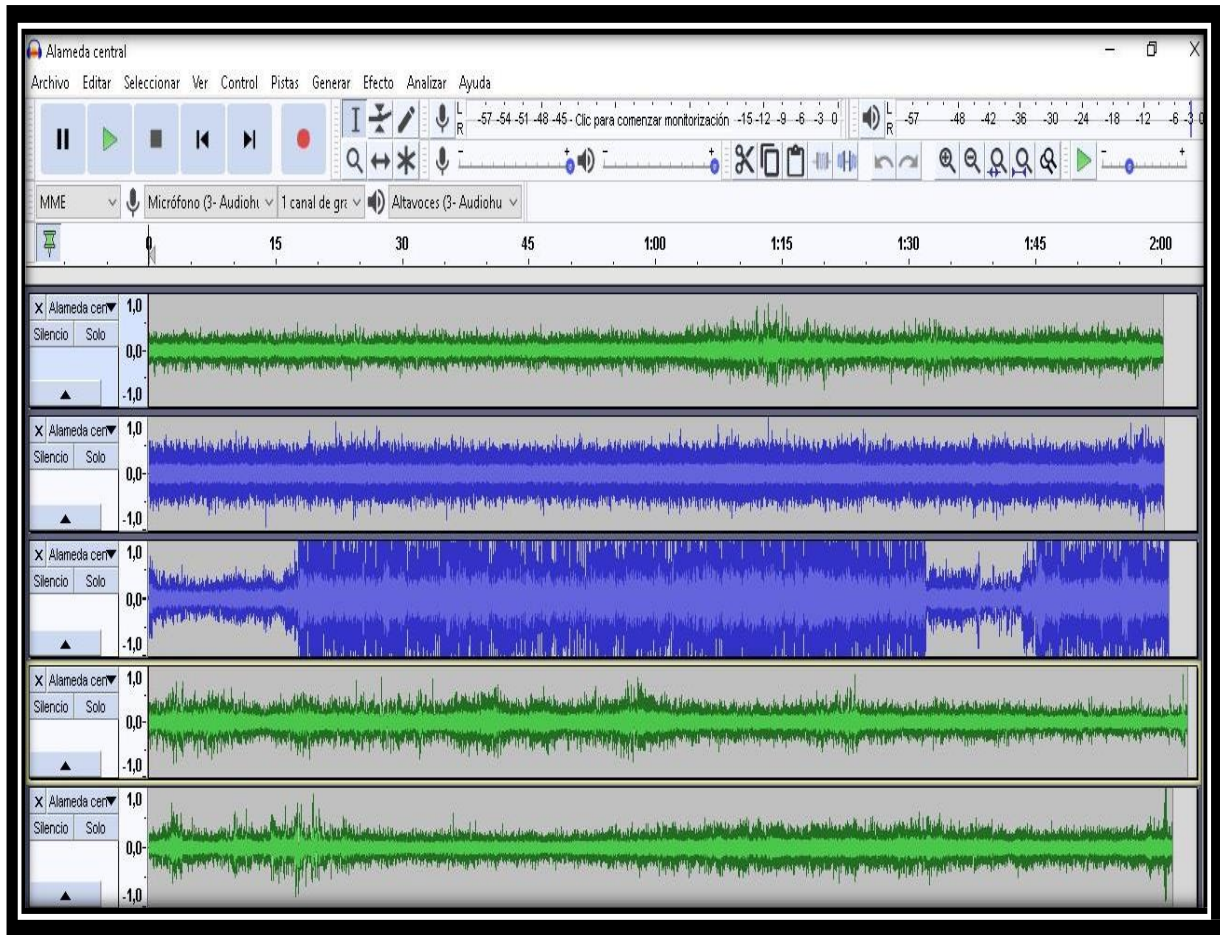 Alameda central
Archivo Editar Seleccionar Ver Control Pistas Generar Efecto Analizar Ayuda
L R -57 -54 -51 -48 -45 - Clic para comenzar monitorización -15 -12 -9 -6 -3 0 L R -57 -48 -42 -36 -30 -24 -18 -12 -6 -3 0
- + - + - +
MME Micrófono (3- Audiohu 1 canal de gra Altavoces (3- Audiohu
0 15 30 45 1:00 1:15 1:30 1:45 2:00
X Alameda cen 1,0
Silencio Solo
0,0-
-1,0
X Alameda cen 1,0
Silencio Solo
0,0-
-1,0
X Alameda cen 1,0
Silencio Solo
0,0-
-1,0
X Alameda cen 1,0
Silencio Solo
0,0-
-1,0
X Alameda cen 1,0
Silencio Solo
0,0-
-1,0